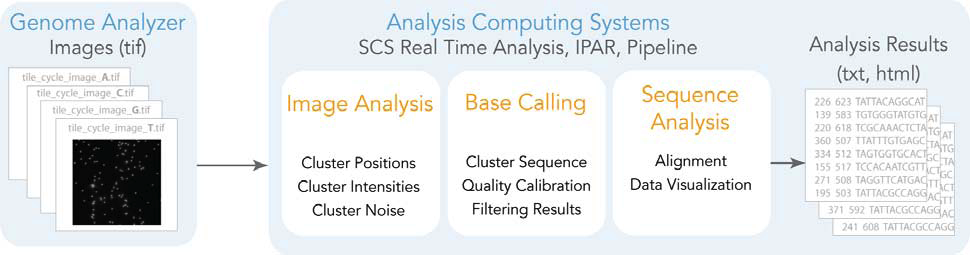 Genome Analyzer
Images (tif)
tile_cycle_image_A.tif
tile_cycle_image_C.tif
tile_cycle_image_G.tif
tile_cycle_image_T.tif
Analysis Computing Systems
SCS Real Time Analysis, IPAR, Pipeline
Image Analysis
Cluster Positions
Cluster Intensities
Cluster Noise
Base Calling
Cluster Sequence
Quality Calibration
Filtering Results
Sequence
Analysis
Alignment
Data Visualization
Analysis Results
(txt, html)
226 623 TATTACAGGCAT
139 583 TGTGGGTATGTG
220 618 TCGCAAACTCTA
360 507 TTATTTGTGAGC
334 512 TAGTGGTGCACT
155 517 TCCACAATCGTT
271 508 TAGGTTCATGAC
195 503 TATTACGCCAGG
371 592 TATTACGCCAGG
241 608 TATTACGCCAGG